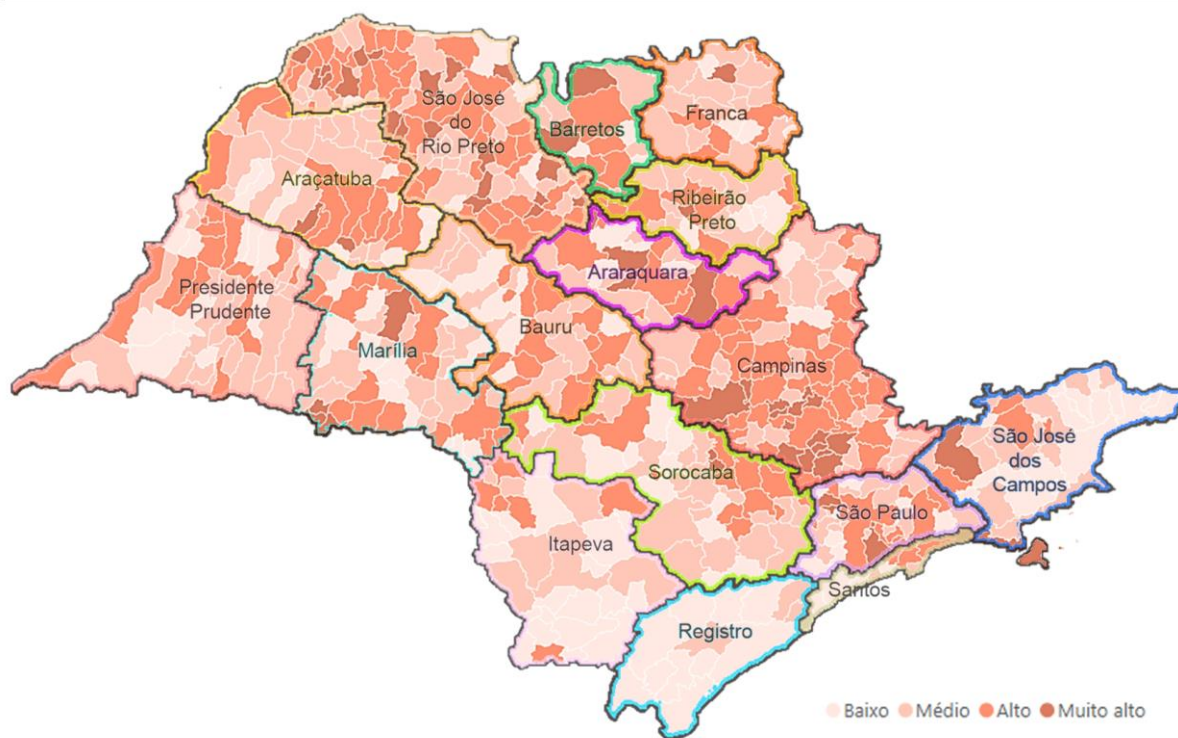 São José
do
Rio Preto
Barretos
Franca
Araçatuba
Ribeirão
Preto
Araraquara
Presidente
Prudente
Bauru
Marília
Campinas
São José
dos
Campos
Sorocaba
São Paulo
Itapeva
Santos
Registro
Baixo Médio Alto Muito alto